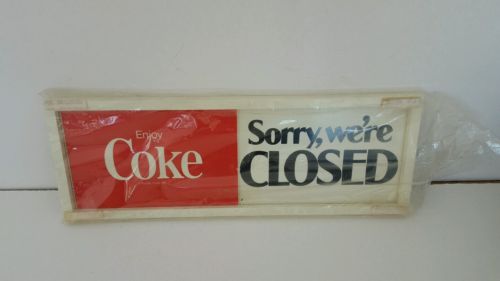 Enjoy
Coke
Sorry, we're
CLOSED